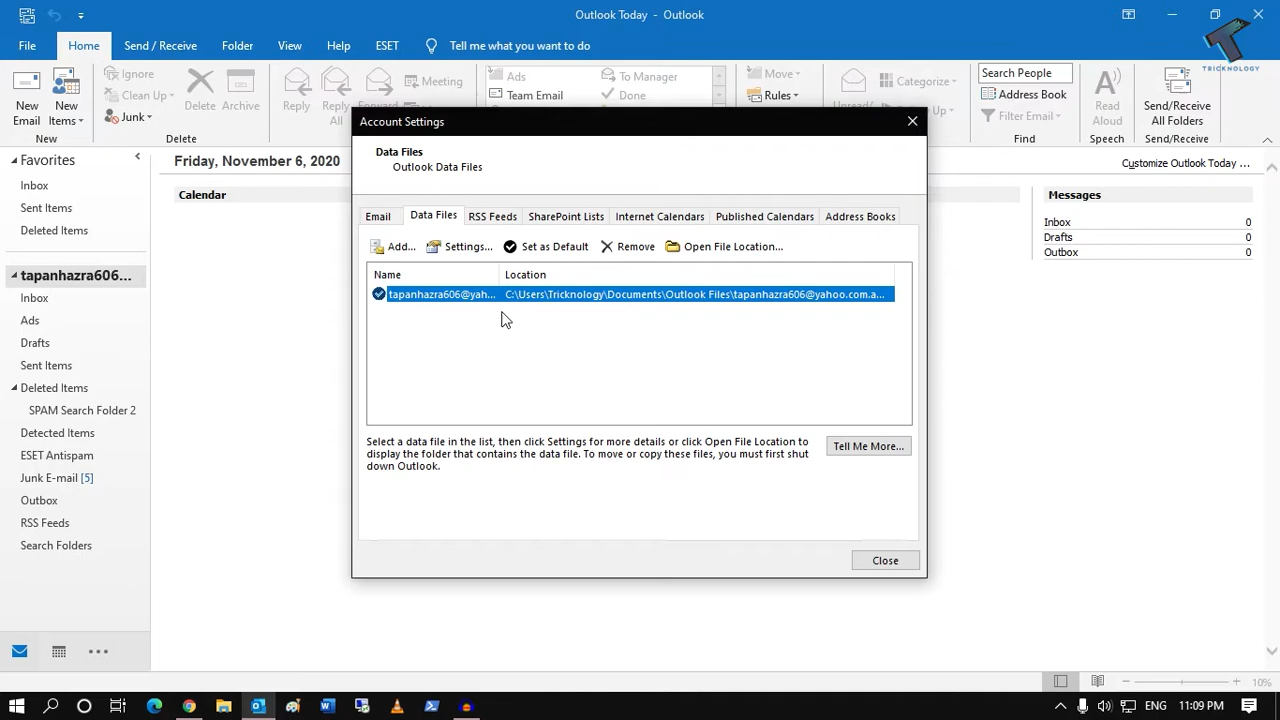 Outlook Today - Outlook
File Home Send / Receive Folder View Help ESET Tell me what you want to do
TRICKNOLOGY
New Email
New Items
New
Ignore
Clean Up
Junk
Delete
Archive
Delete
Reply
Reply All
Forward
Meeting
Ads
Team Email
To Manager
Done
Move
Rules
Unread/
Categorize
Search People
Address Book
Filter Email
Find
Read Aloud
Speech
Send/Receive All Folders
Send/Receive
Favorites
Inbox
Sent Items
Deleted Items
tapanhazra606...
Inbox
Ads
Drafts
Sent Items
Deleted Items
SPAM Search Folder 2
Detected Items
ESET Antispam
Junk E-mail [5]
Outbox
RSS Feeds
Search Folders
Friday, November 6, 2020
Calendar
Customize Outlook Today ...
Messages
Inbox 0
Drafts 0
Outbox 0
Account Settings
Data Files
Outlook Data Files
Email Data Files RSS Feeds SharePoint Lists Internet Calendars Published Calendars Address Books
Add... Settings... Set as Default Remove Open File Location...
Name Location
tapanhazra606@yah... C:\Users\Tricknology\Documents\Outlook Files\tapanhazra606@yahoo.com.a...
Select a data file in the list, then click Settings for more details or click Open File Location to
display the folder that contains the data file. To move or copy these files, you must first shut
down Outlook.
Tell Me More...
Close
10%
ENG 11:09 PM